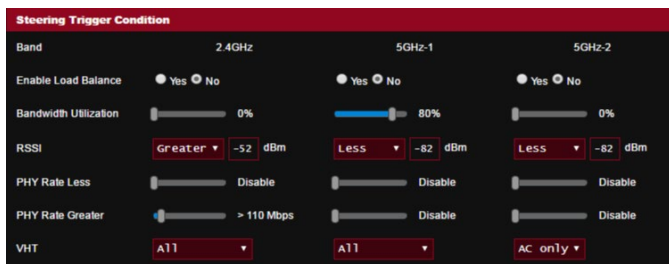 Steering Trigger Condition
Band 2.4GHz 5GHz-1 5GHz-2
Enable Load Balance Yes No Yes No Yes No
Bandwidth Utilization 0% 80% 0%
RSSI Greater -52 dBm Less -82 dBm Less -82 dBm
PHY Rate Less Disable Disable Disable
PHY Rate Greater > 110 Mbps Disable Disable
VHT All All AC only